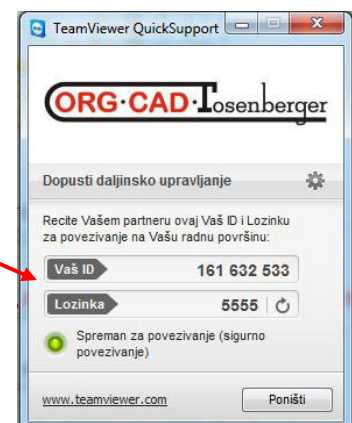 TeamViewer QuickSupport
ORG·CAD·Losenberger
Dopusti daljinsko upravljanje
Recite Vašem partneru ovaj Vaš ID i Lozinku
za povezivanje na Vašu radnu površinu:
Vaš ID 161 632 533
Lozinka 5555
Spreman za povezivanje (sigurno
povezivanje)
www.teamviewer.com Poništi